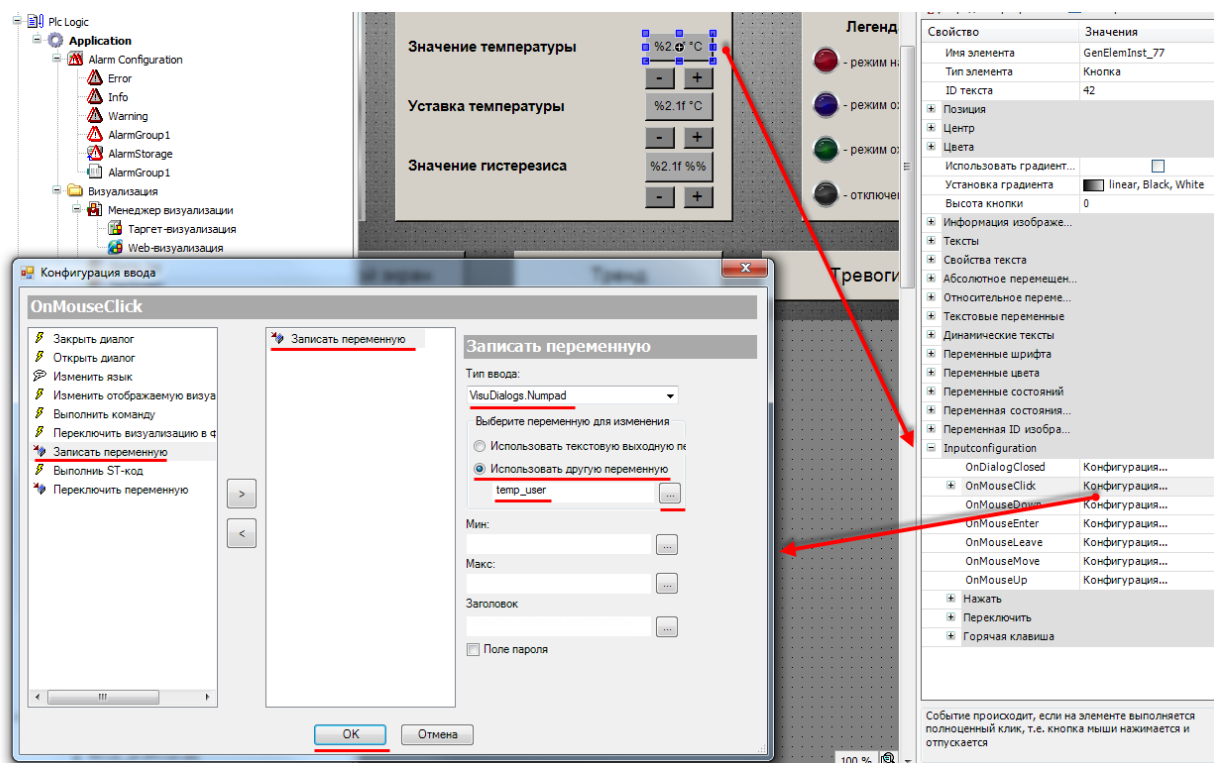 Plc Logic
Application
Alarm Configuration
Error
Info
Warning
AlarmGroup1
AlarmStorage
AlarmGroup1
Визуализация
Менеджер визуализации
Таргет-визуализация
Web-визуализация
Значение температуры
°C
- +
Уставка температуры
%2.1f °C
- +
Значение гистерезиса
%2.1f %%
- +
Легенд
- режим н
- режим о
- режим о
- отключе
Тренд
Тревоги
100 %
Свойство Значения
Имя элемента GenElemInst_77
Тип элемента Кнопка
ID текста 42
Позиция
Центр
Цвета
Использовать градиент...
Установка градиента linear, Black, White
Высота кнопки 0
Информация изображе...
Тексты
Свойства текста
Абсолютное перемещен...
Относительное переме...
Текстовые переменные
Динамические тексты
Переменные шрифта
Переменные цвета
Переменные состояний
Переменная состояния...
Переменная ID изобра...
Inputconfiguration
OnDialogClosed Конфигурация...
OnMouseClick Конфигурация...
OnMouseDown Конфигурация...
OnMouseEnter Конфигурация...
OnMouseLeave Конфигурация...
OnMouseMove Конфигурация...
OnMouseUp Конфигурация...
Нажать
Переключить
Горячая клавиша
Событие происходит, если на элементе выполняется
полноценный клик, т.е. кнопка мыши нажимается и
отпускается
Конфигурация ввода
OnMouseClick
Закрыть диалог
Открыть диалог
Изменить язык
Изменить отображаемую визуа
Выполнить команду
Переключить визуализацию в ф
Записать переменную
Выполнить ST-код
Переключить переменную
>
<
Записать переменную
Записать переменную
Тип ввода:
VisuDialogs.Numpad
Выберите переменную для изменения
Использовать текстовую выходную пе
Использовать другую переменную
temp_user
...
Мин:
...
Макс:
...
Заголовок
...
Поле пароля
OK Отмена